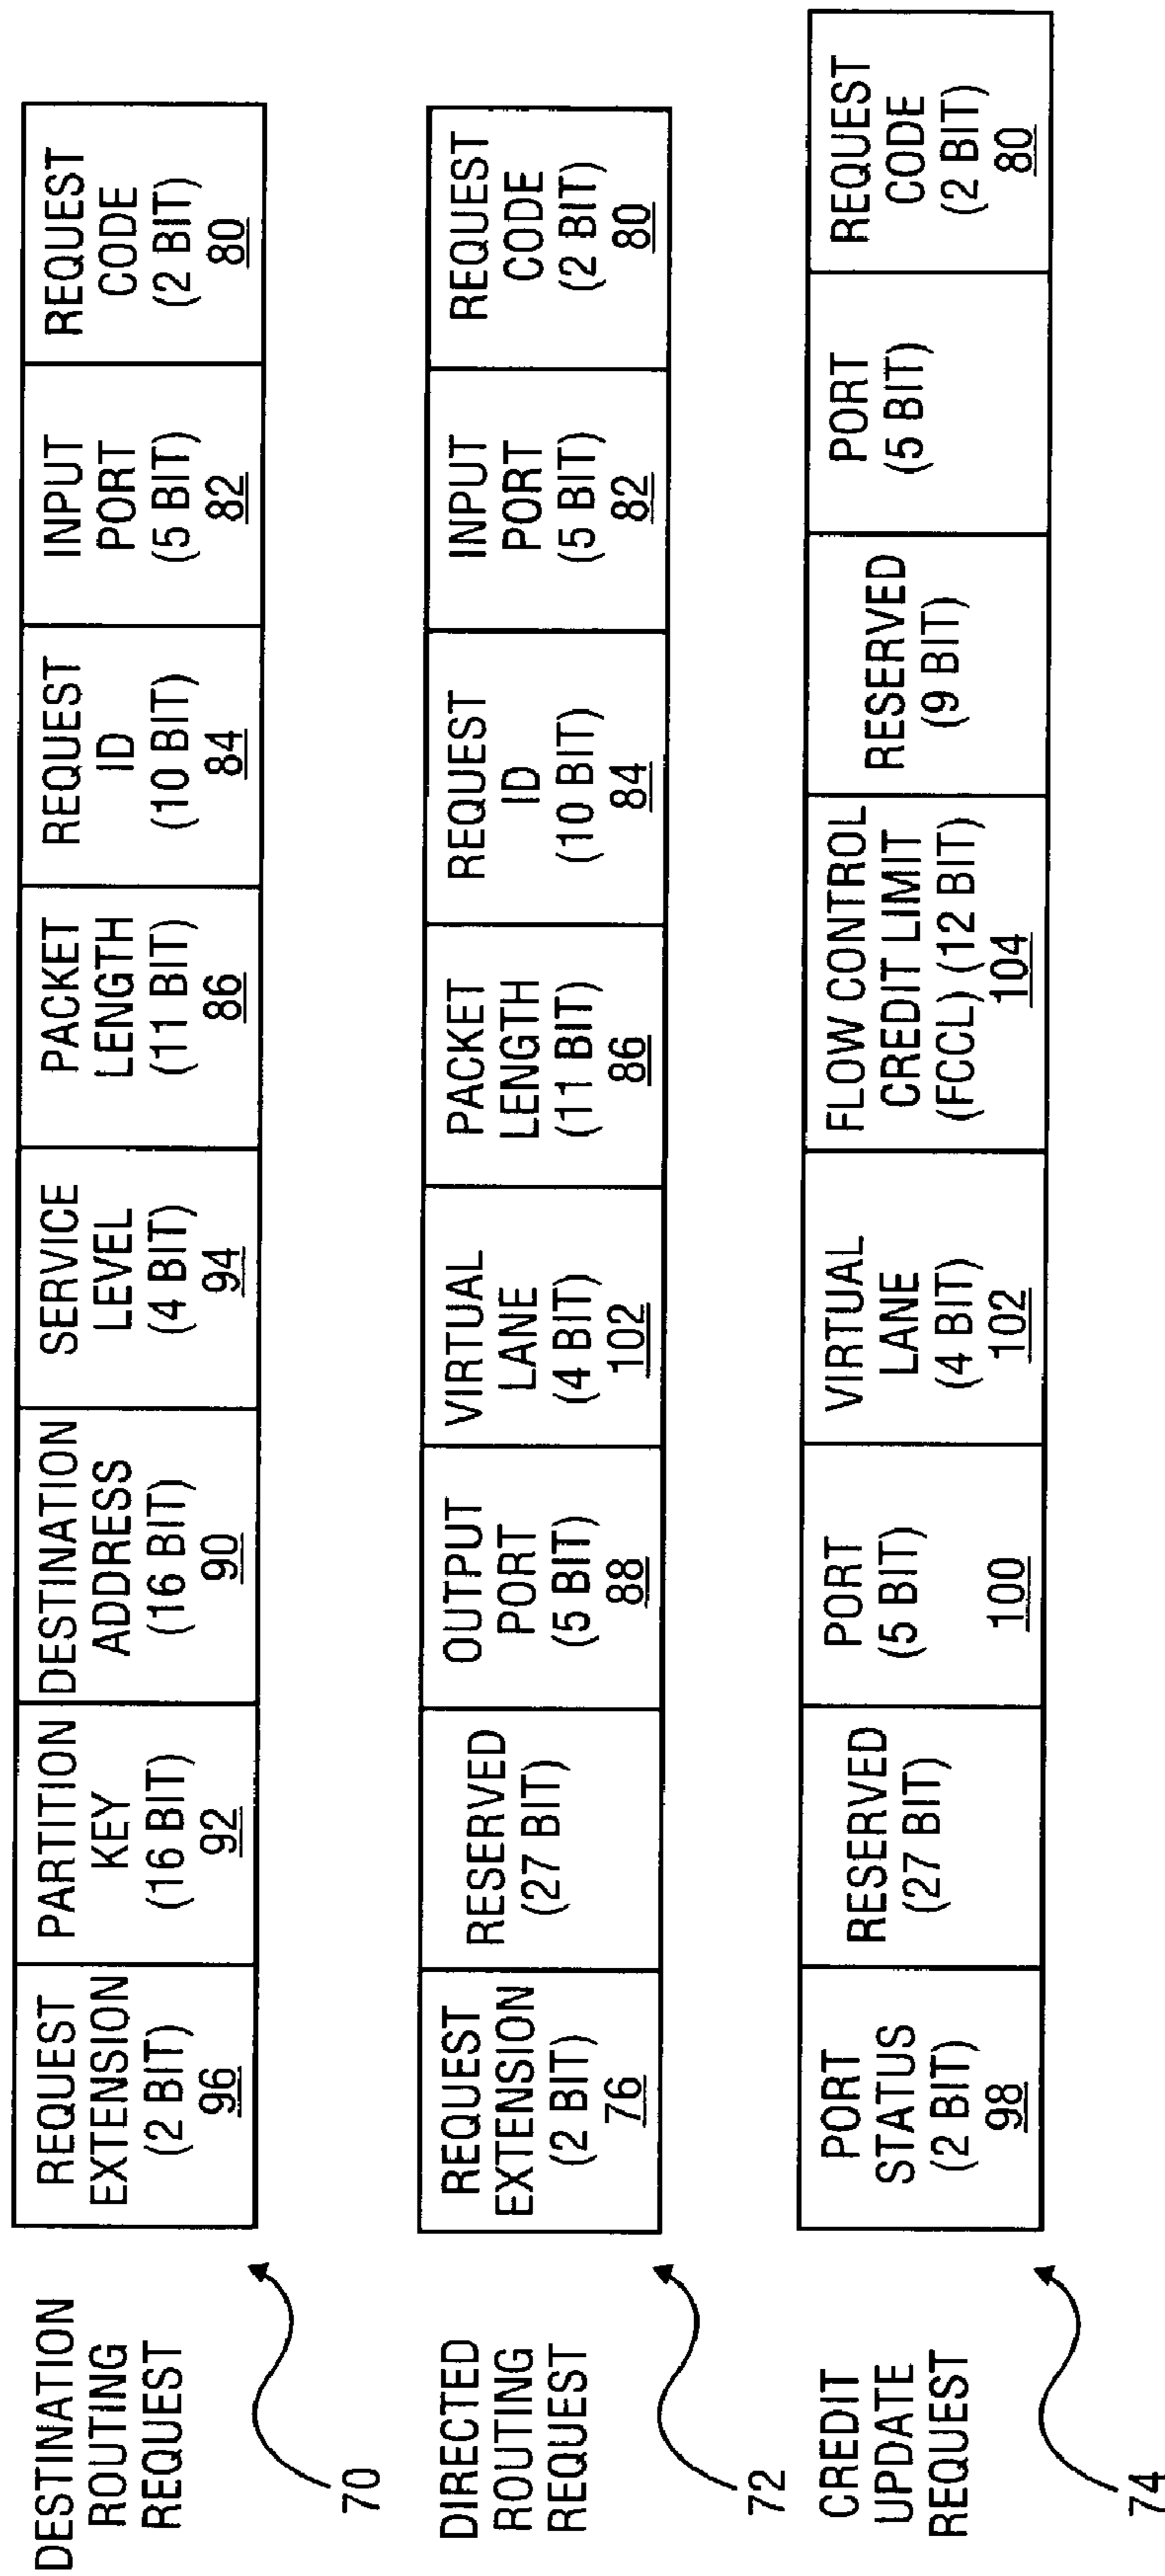 DESTINATION
ROUTING
REQUEST
70
REQUEST
EXTENSION
(2 BIT)
96
PARTITION
KEY
(16 BIT)
92
DESTINATION
ADDRESS
(16 BIT)
90
SERVICE
LEVEL
(4 BIT)
94
PACKET
LENGTH
(11 BIT)
86
REQUEST
ID
(10 BIT)
84
INPUT
PORT
(5 BIT)
82
REQUEST
CODE
(2 BIT)
80
DIRECTED
ROUTING
REQUEST
72
REQUEST
EXTENSION
(2 BIT)
76
RESERVED
(27 BIT)
OUTPUT
PORT
(5 BIT)
88
VIRTUAL
LANE
(4 BIT)
102
PACKET
LENGTH
(11 BIT)
86
REQUEST
ID
(10 BIT)
84
INPUT
PORT
(5 BIT)
82
REQUEST
CODE
(2 BIT)
80
CREDIT
UPDATE
REQUEST
74
PORT
STATUS
(2 BIT)
98
RESERVED
(27 BIT)
PORT
(5 BIT)
100
VIRTUAL
LANE
(4 BIT)
102
FLOW CONTROL
CREDIT LIMIT
(FCCL) (12 BIT)
104
RESERVED
(9 BIT)
PORT
(5 BIT)
REQUEST
CODE
(2 BIT)
80